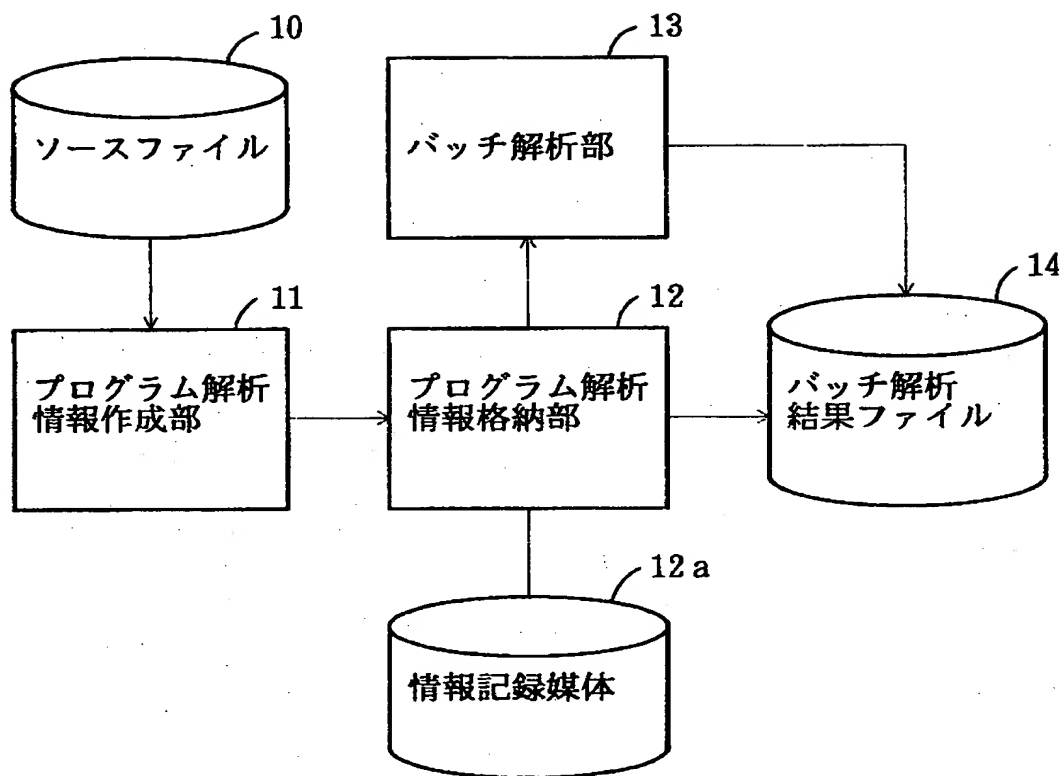 10
ソースファイル
13
バッチ解析部
11
プログラム解析
情報作成部
12
プログラム解析
情報格納部
14
バッチ解析
結果ファイル
12a
情報記録媒体